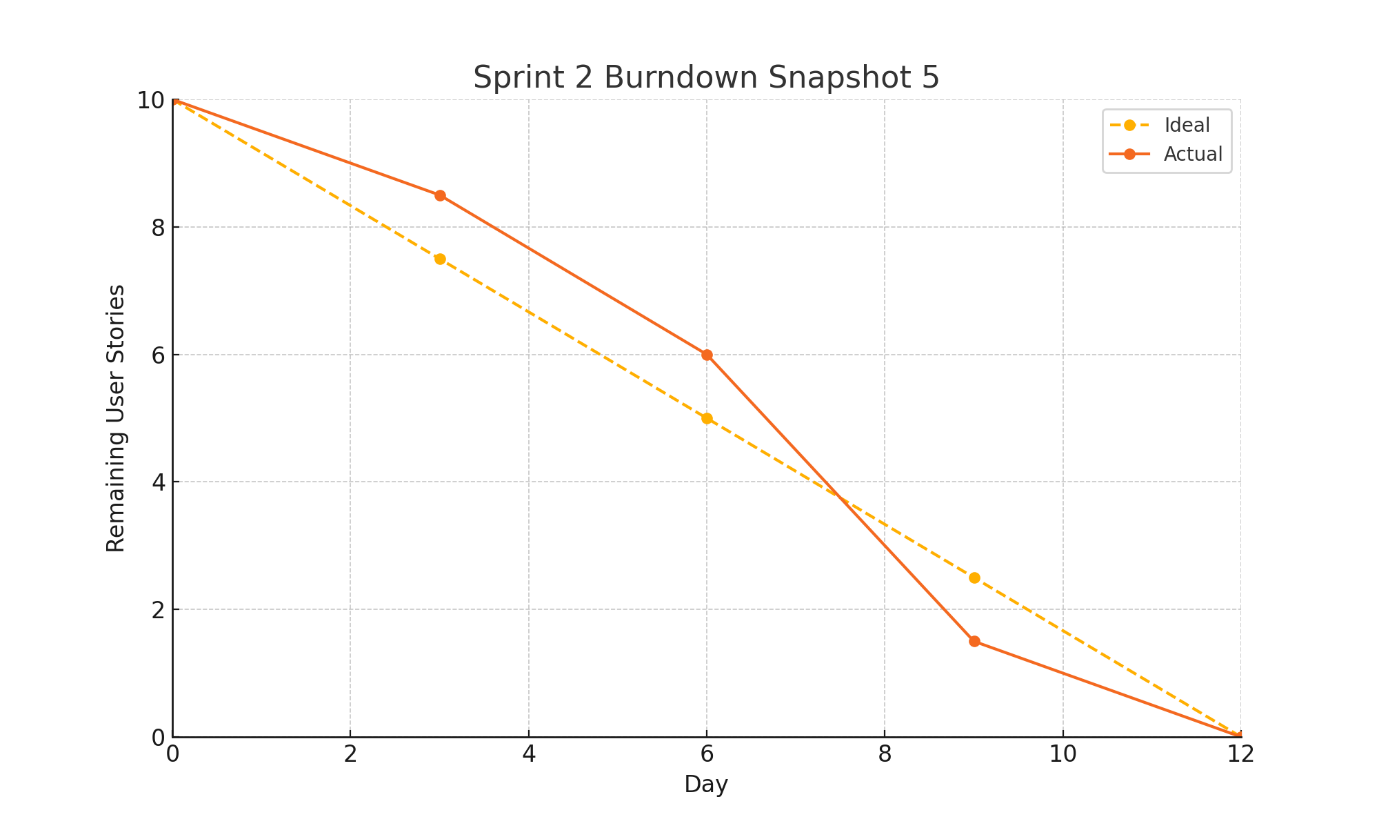 Sprint 2 Burndown Snapshot 5
Ideal
Actual
Remaining User Stories
10
8
6
4
2
0
0 2 4 6 8 10 12
Day